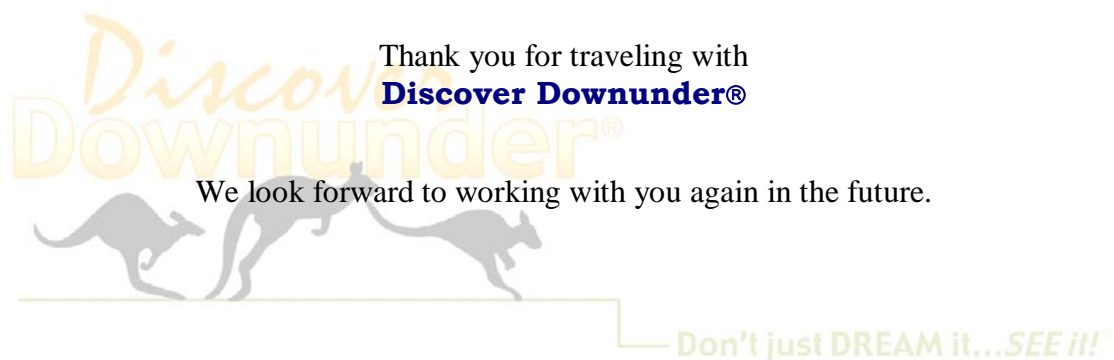 Discover
Downunder®
Thank you for traveling with
Discover Downunder®
We look forward to working with you again in the future.
Don't just DREAM it...SEE it!